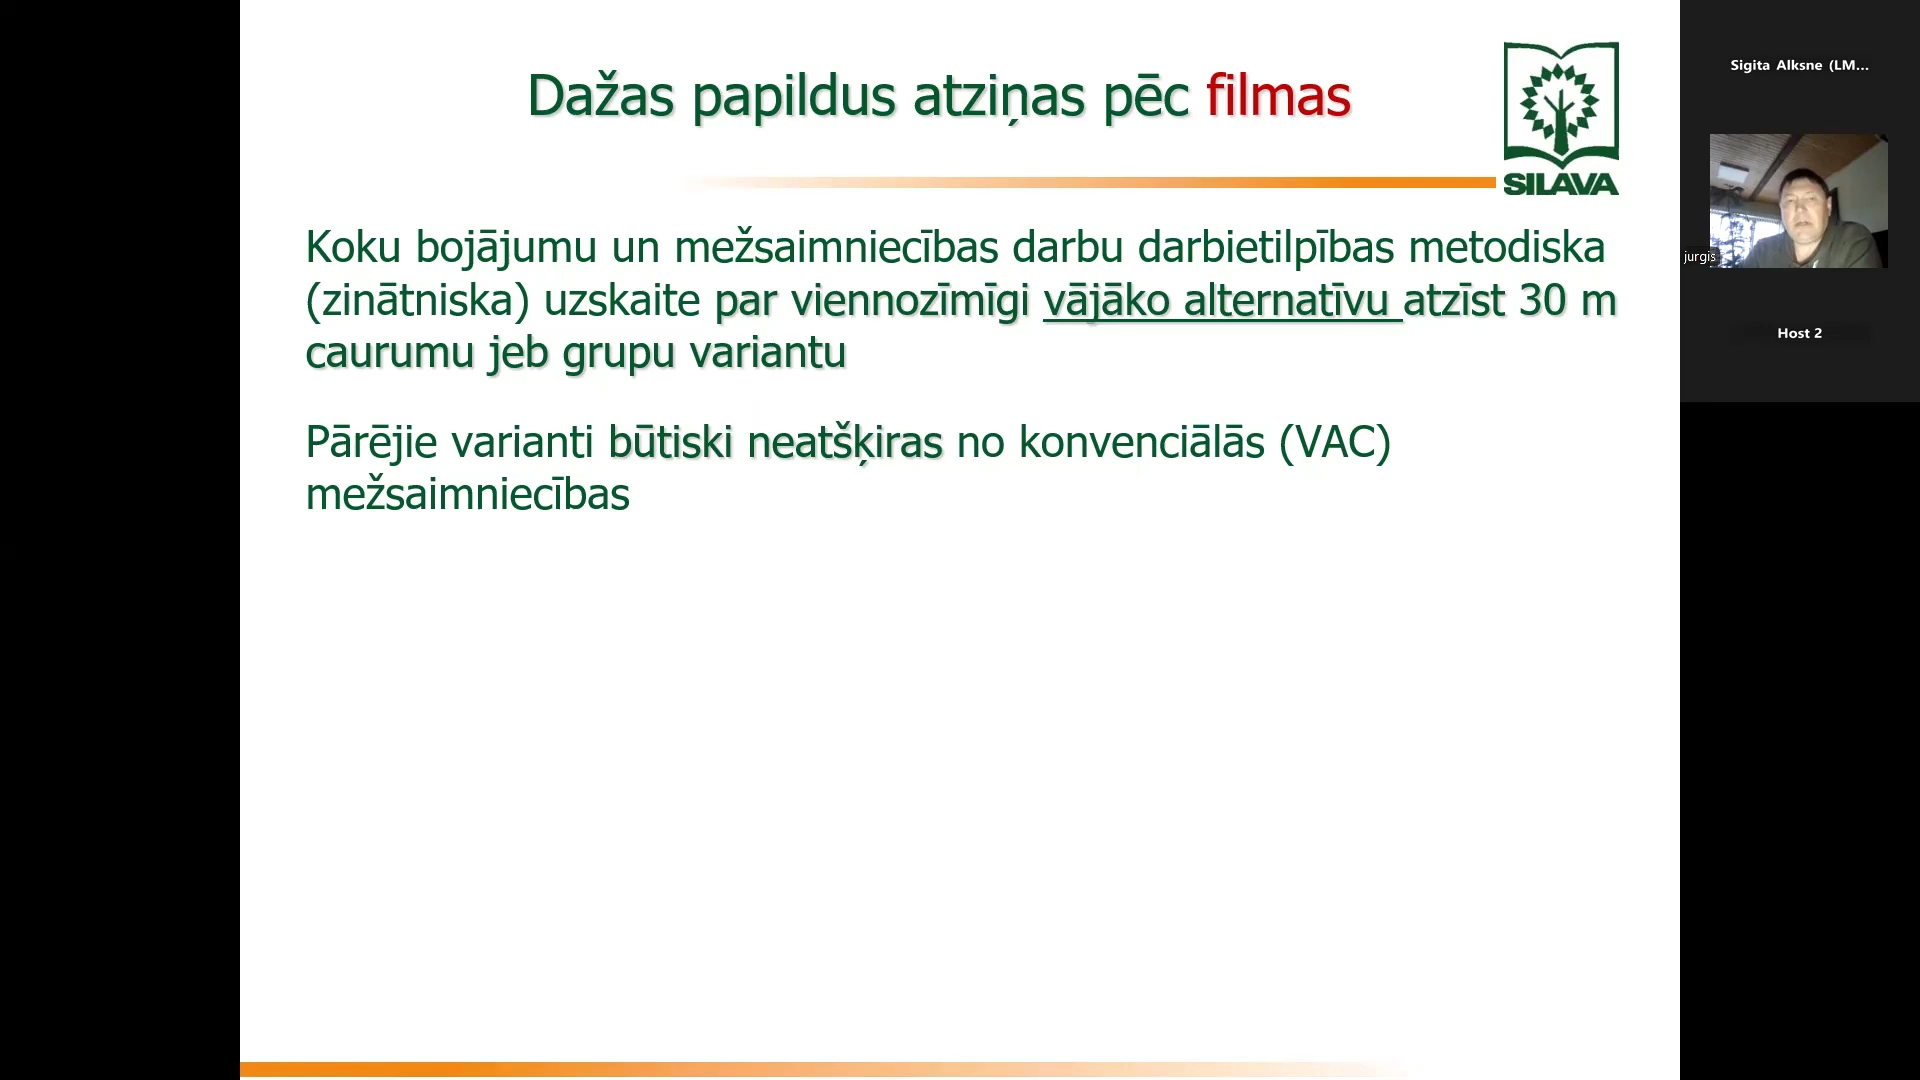 Dažas papildus atziņas pēc filmas
SILAVA
Koku bojājumu un mežsaimniecības darbu darbietilpības metodiska
(zinātniska) uzskaite par viennozīmīgi vājāko alternatīvu atzīst 30 m
caurumu jeb grupu variantu
Pārējie varianti būtiski neatšķiras no konvenciālās (VAC)
mežsaimniecības
Sigita Alksne (LM...
jurgis
Host 2